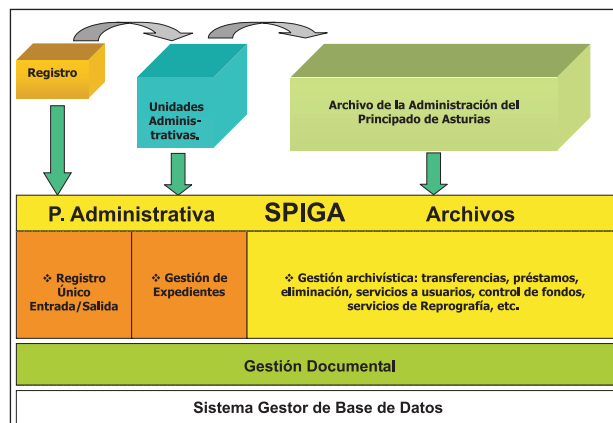 Registro
Unidades
Adminis-
trativas.
Archivo de la Administración del
Principado de Asturias
P. Administrativa SPIGA Archivos
❖ Registro
Único
Entrada/Salida
❖ Gestión de
Expedientes
❖ Gestión archivística: transferencias, préstamos,
eliminación, servicios a usuarios, control de fondos,
servicios de Reprografía, etc.
Gestión Documental
Sistema Gestor de Base de Datos